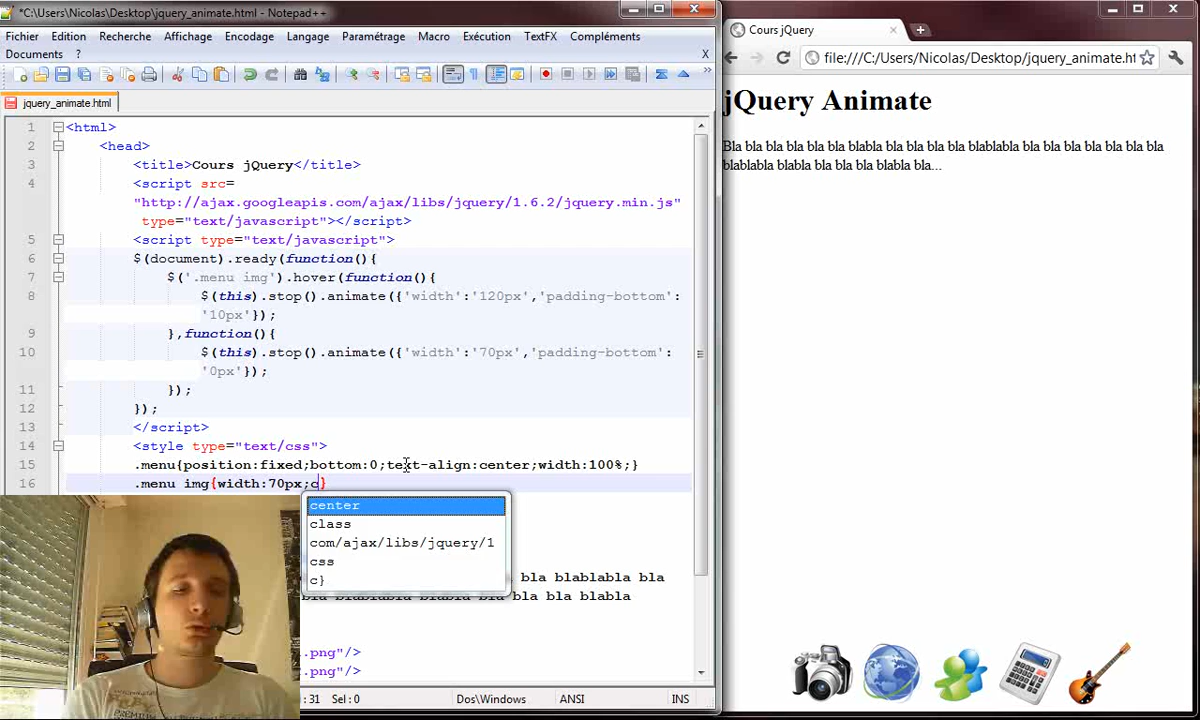 *C:\Users\Nicolas\Desktop\jquery_animate.html - Notepad++
Fichier Edition Recherche Affichage Encodage Langage Paramétrage Macro Exécution TextFX Compléments
Documents ? X
jquery_animate.html
1 <html>
2 <head>
3 <title>Cours jQuery</title>
4 <script src=
"http://ajax.googleapis.com/ajax/libs/jquery/1.6.2/jquery.min.js"
type="text/javascript"></script>
5 <script type="text/javascript">
6 $(document).ready(function(){
7 $('.menu img').hover(function(){
8 $(this).stop().animate({'width':'120px','padding-bottom':
'10px'});
9 },function(){
10 $(this).stop().animate({'width':'70px','padding-bottom':
'0px'});
11 });
12 });
13 </script>
14 <style type="text/css">
15 .menu{position:fixed;bottom:0;text-align:center;width:100%;}
16 .menu img{width:70px;c}
center
class
com/ajax/libs/jquery/1
css
c}
bla blablabla bla
bla bla blabla
.png"/>
.png"/>
: 31 Sel : 0 Dos\Windows ANSI INS
Cours jQuery
file:///C:/Users/Nicolas/Desktop/jquery_animate.ht
jQuery Animate
Bla bla bla bla bla bla blabla bla bla bla bla blablabla bla bla bla bla bla bla bla
blablabla blabla bla bla bla blabla bla...